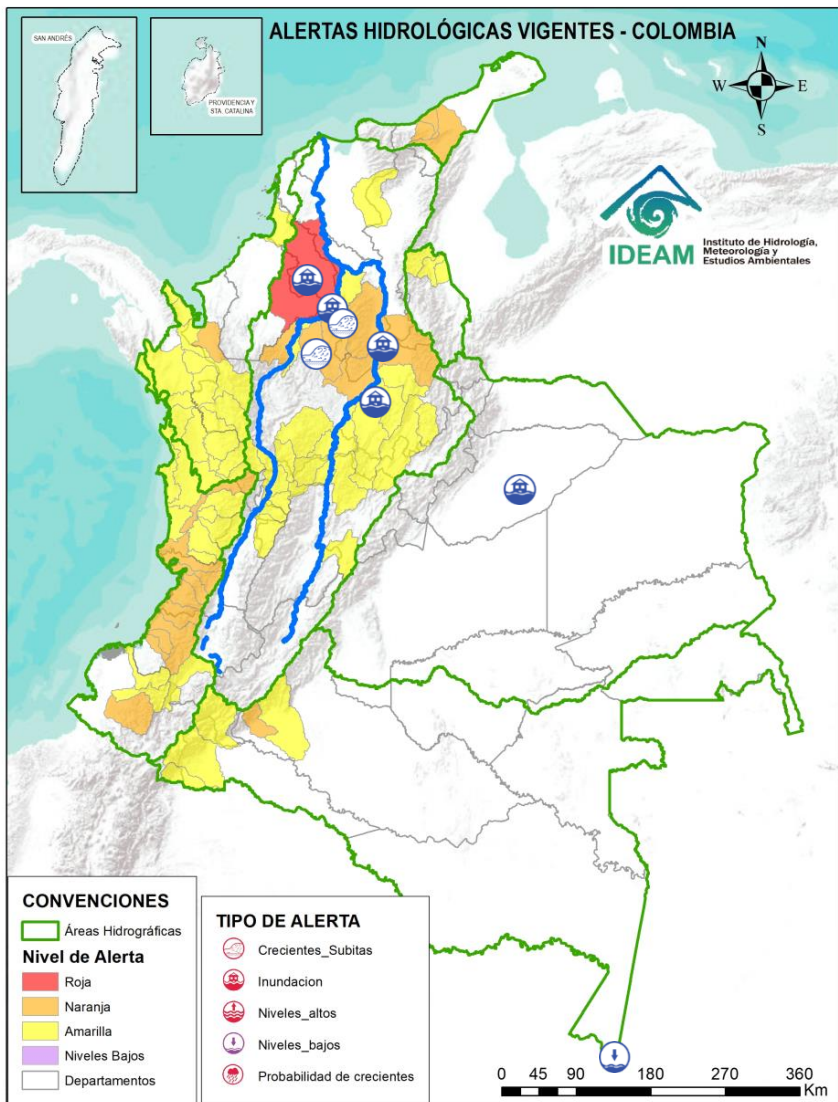 ALERTAS HIDROLÓGICAS VIGENTES - COLOMBIA
SAN ANDRÉS
PROVIDENCIA Y
STA. CATALINA
N
W
E
S
IDEAM
Instituto de Hidrología,
Meteorología y
Estudios Ambientales
CONVENCIONES
Áreas Hidrográficas
Nivel de Alerta
Roja
Naranja
Amarilla
Niveles Bajos
Departamentos
TIPO DE ALERTA
Crecientes_Subitas
Inundacion
Niveles_altos
Niveles_bajos
Probabilidad de crecientes
0 45 90 180 270 360
Km